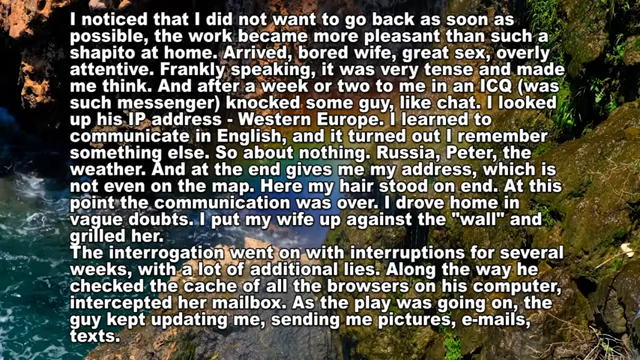 I noticed that I did not want to go back as soon as
possible, the work became more pleasant than such a
shapito at home. Arrived, bored wife, great sex, overly
attentive. Frankly speaking, it was very tense and made
me think. And after a week or two to me in an ICQ (was
such messenger) knocked some guy, like chat. I looked
up his IP address - Western Europe. I learned to
communicate in English, and it turned out I remember
something else. So about nothing. Russia, Peter, the
weather. And at the end gives me my address, which is
not even on the map. Here my hair stood on end. At this
point the communication was over. I drove home in
vague doubts. I put my wife up against the "wall" and
grilled her.
The interrogation went on with interruptions for several
weeks, with a lot of additional lies. Along the way he
checked the cache of all the browsers on his computer,
intercepted her mailbox. As the play was going on, the
guy kept updating me, sending me pictures, e-mails,
texts.